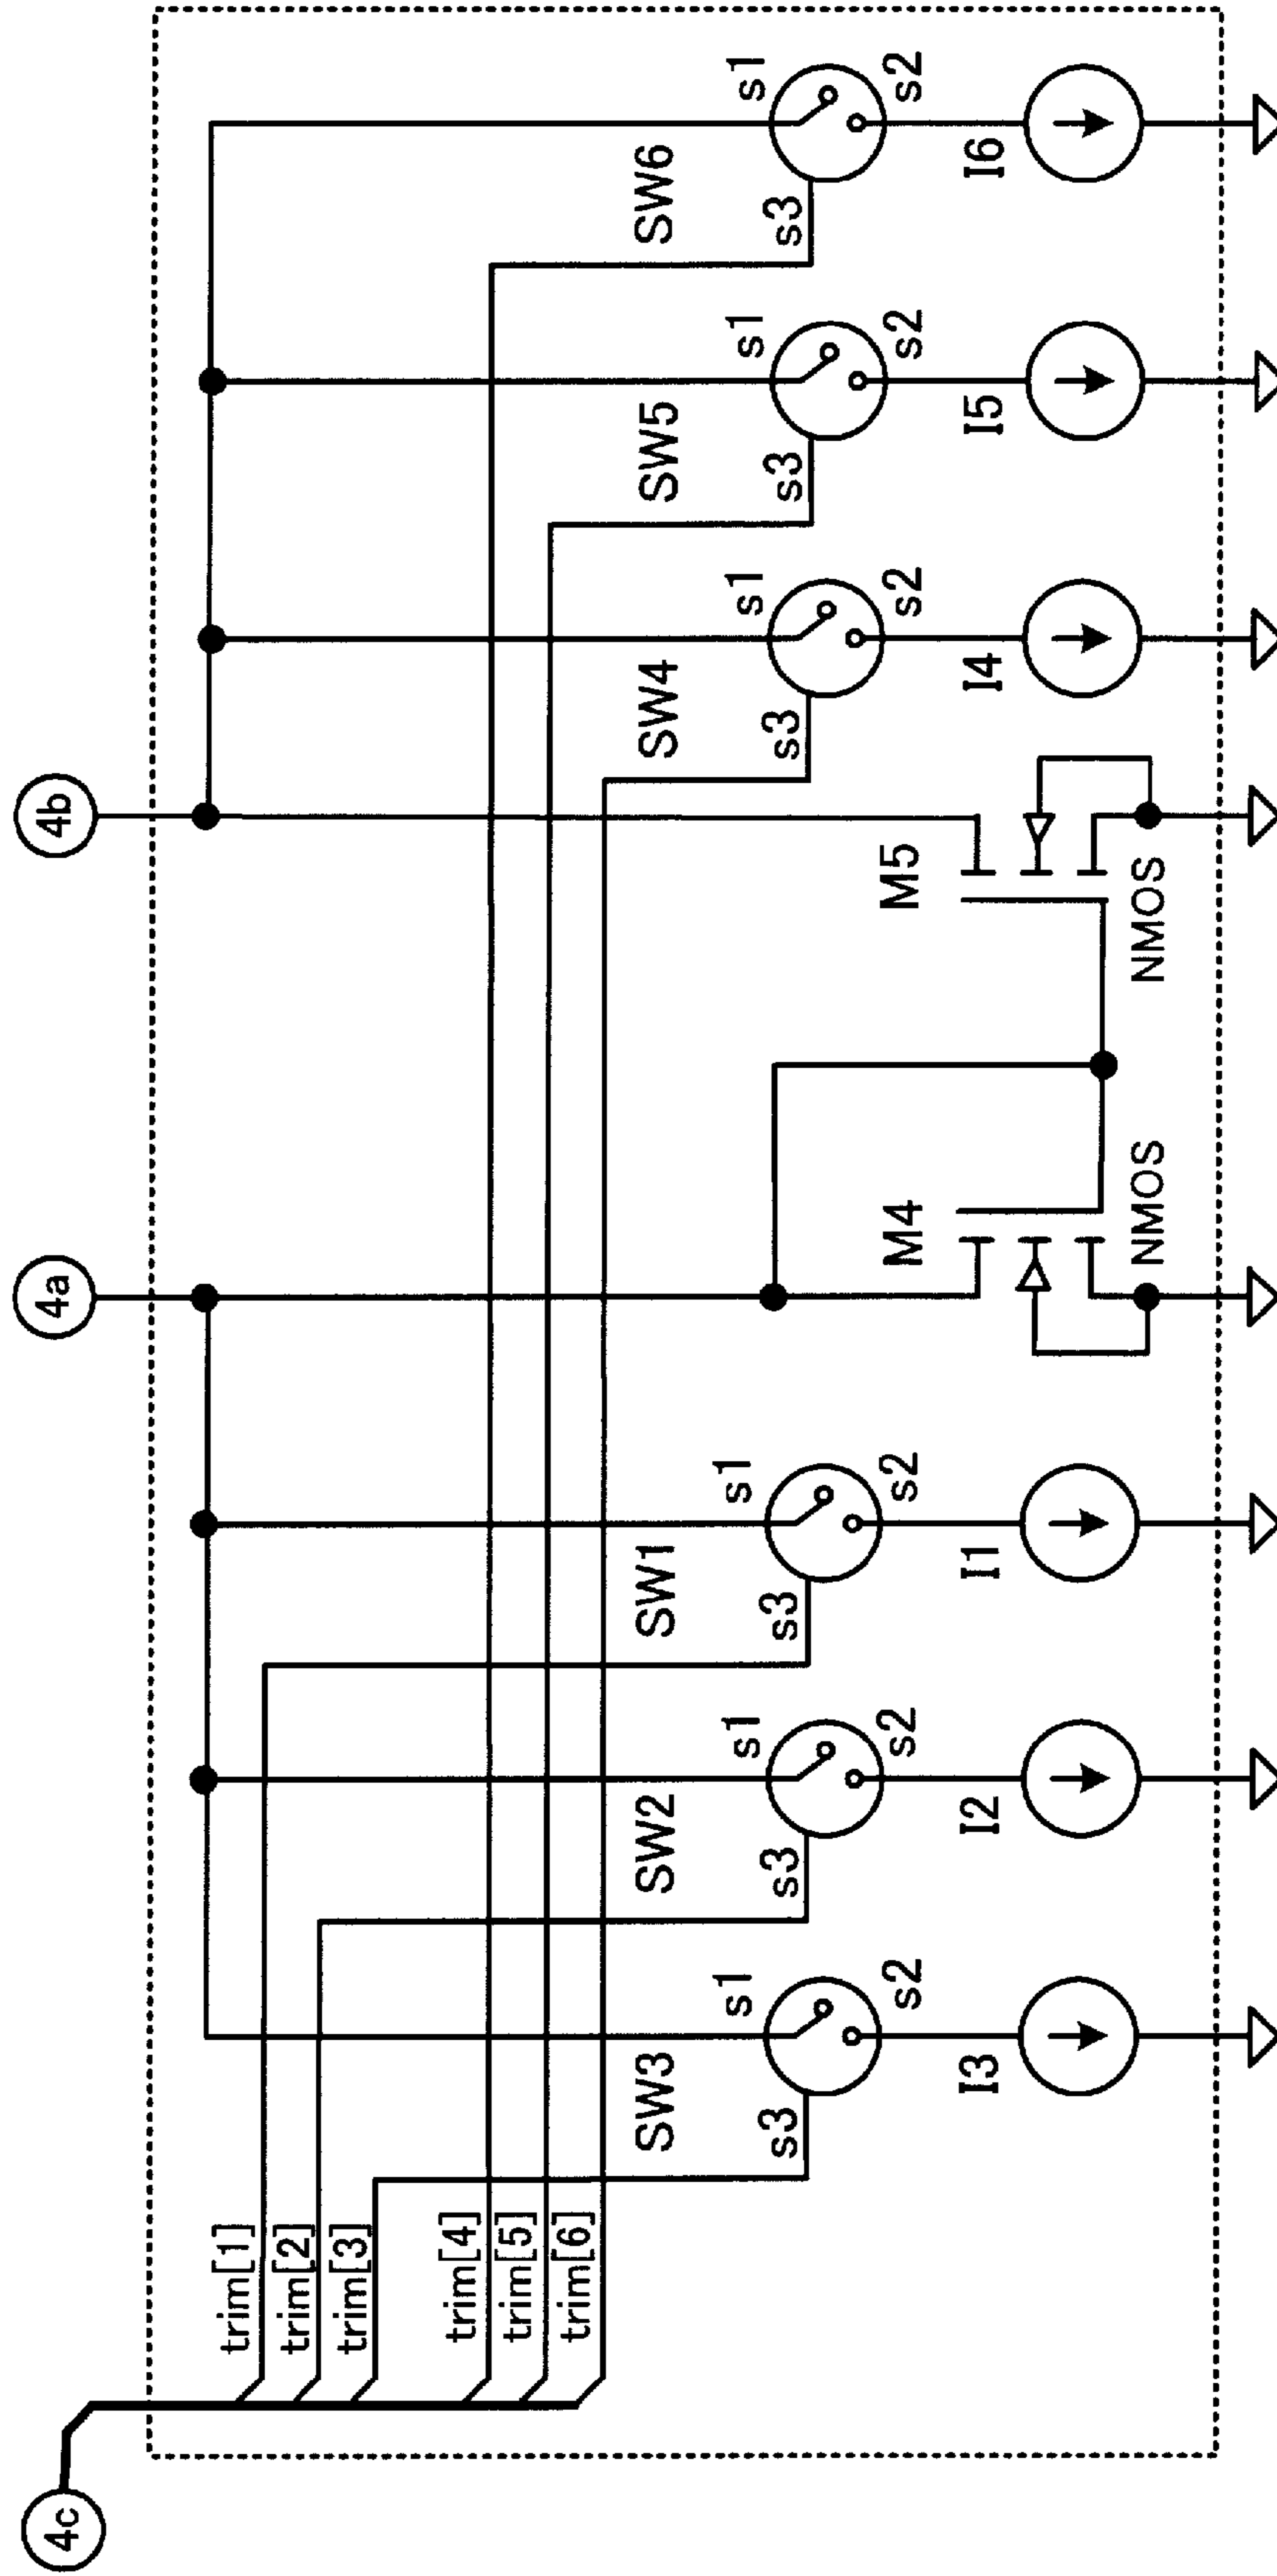 4c
4a
4b
trim[1]
trim[2]
trim[3]
trim[4]
trim[5]
trim[6]
SW3
s1
s3
s2
I3
SW2
s1
s3
s2
I2
SW1
s1
s3
s2
I1
M4
NMOS
M5
NMOS
SW4
s1
s3
s2
I4
SW5
s1
s3
s2
I5
SW6
s1
s3
s2
I6